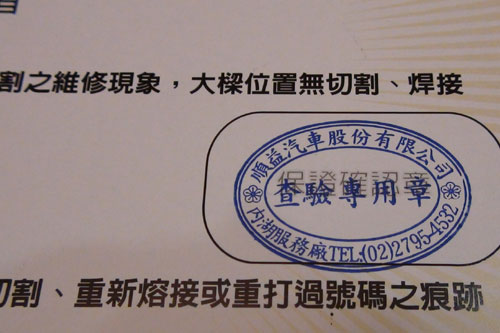 割之維修現象，大樑位置無切割、焊接
順益汽車股份有限公司
保證確認章
查驗專用章
內湖服務廠TEL:(02)2795-4532
切割、重新熔接或重打過號碼之痕跡